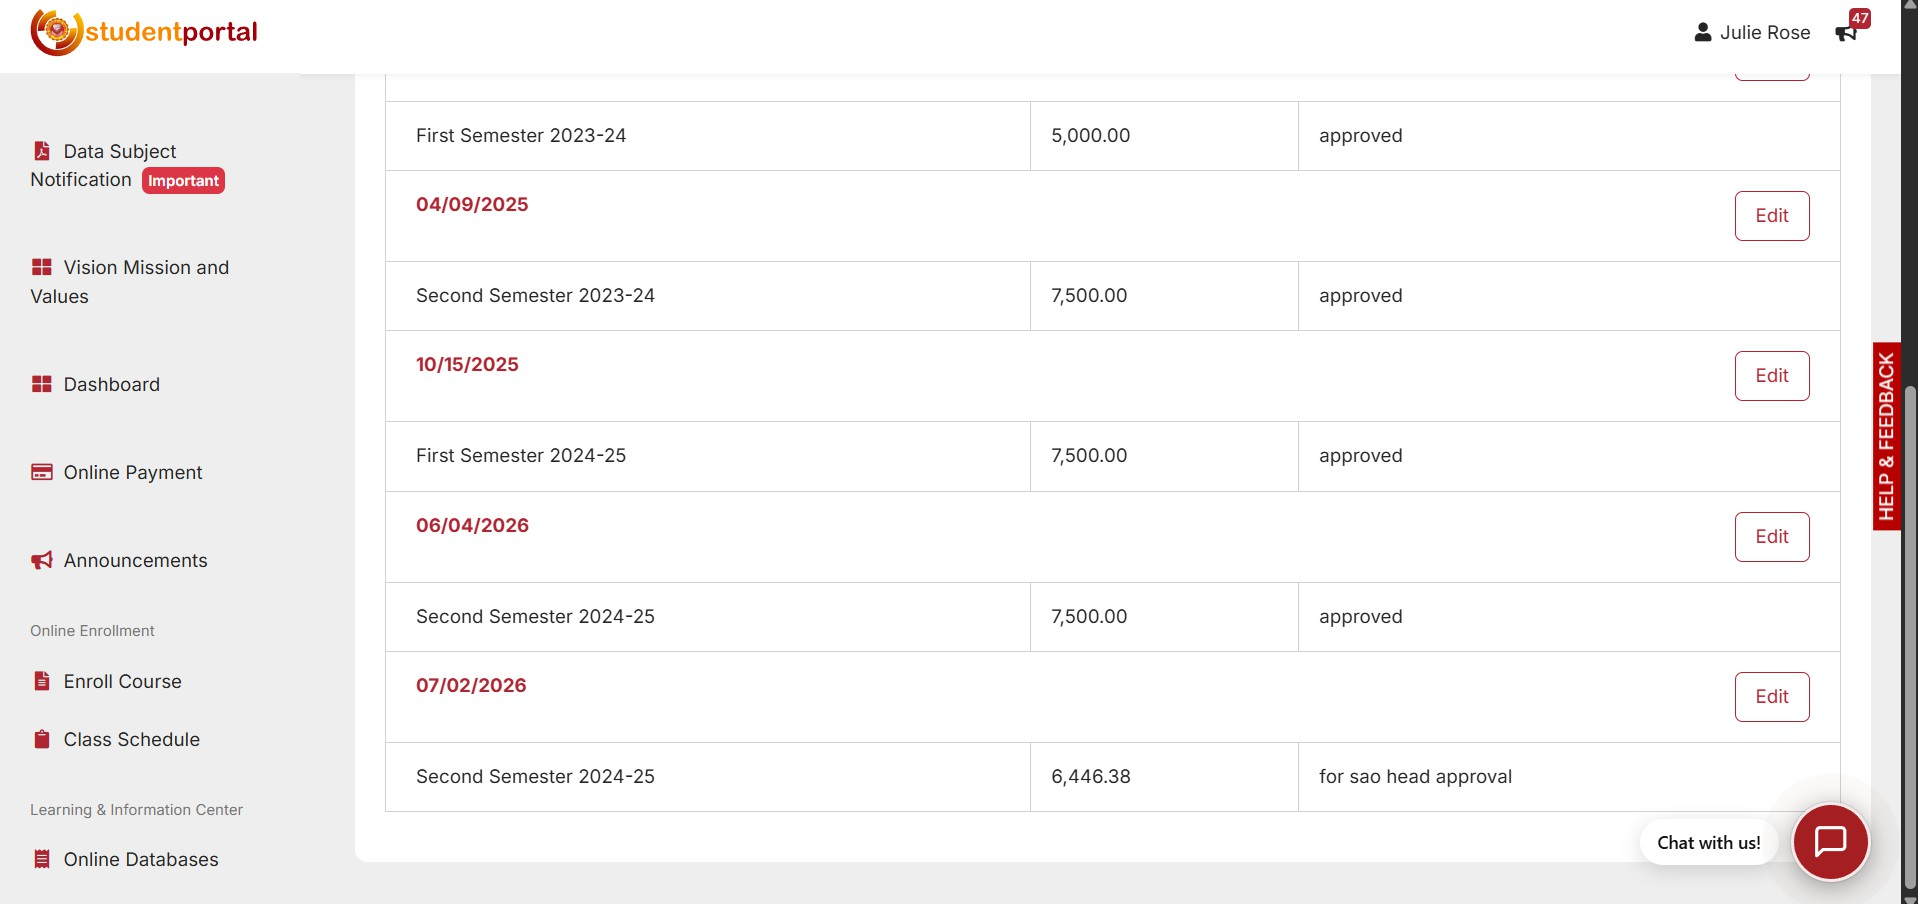 studentportal
Julie Rose
47
Data Subject
Notification Important
Vision Mission and
Values
Dashboard
Online Payment
Announcements
Online Enrollment
Enroll Course
Class Schedule
Learning & Information Center
Online Databases
First Semester 2023-24 5,000.00 approved
04/09/2025 Edit
Second Semester 2023-24 7,500.00 approved
10/15/2025 Edit
First Semester 2024-25 7,500.00 approved
06/04/2026 Edit
Second Semester 2024-25 7,500.00 approved
07/02/2026 Edit
Second Semester 2024-25 6,446.38 for sao head approval
HELP & FEEDBACK
Chat with us!